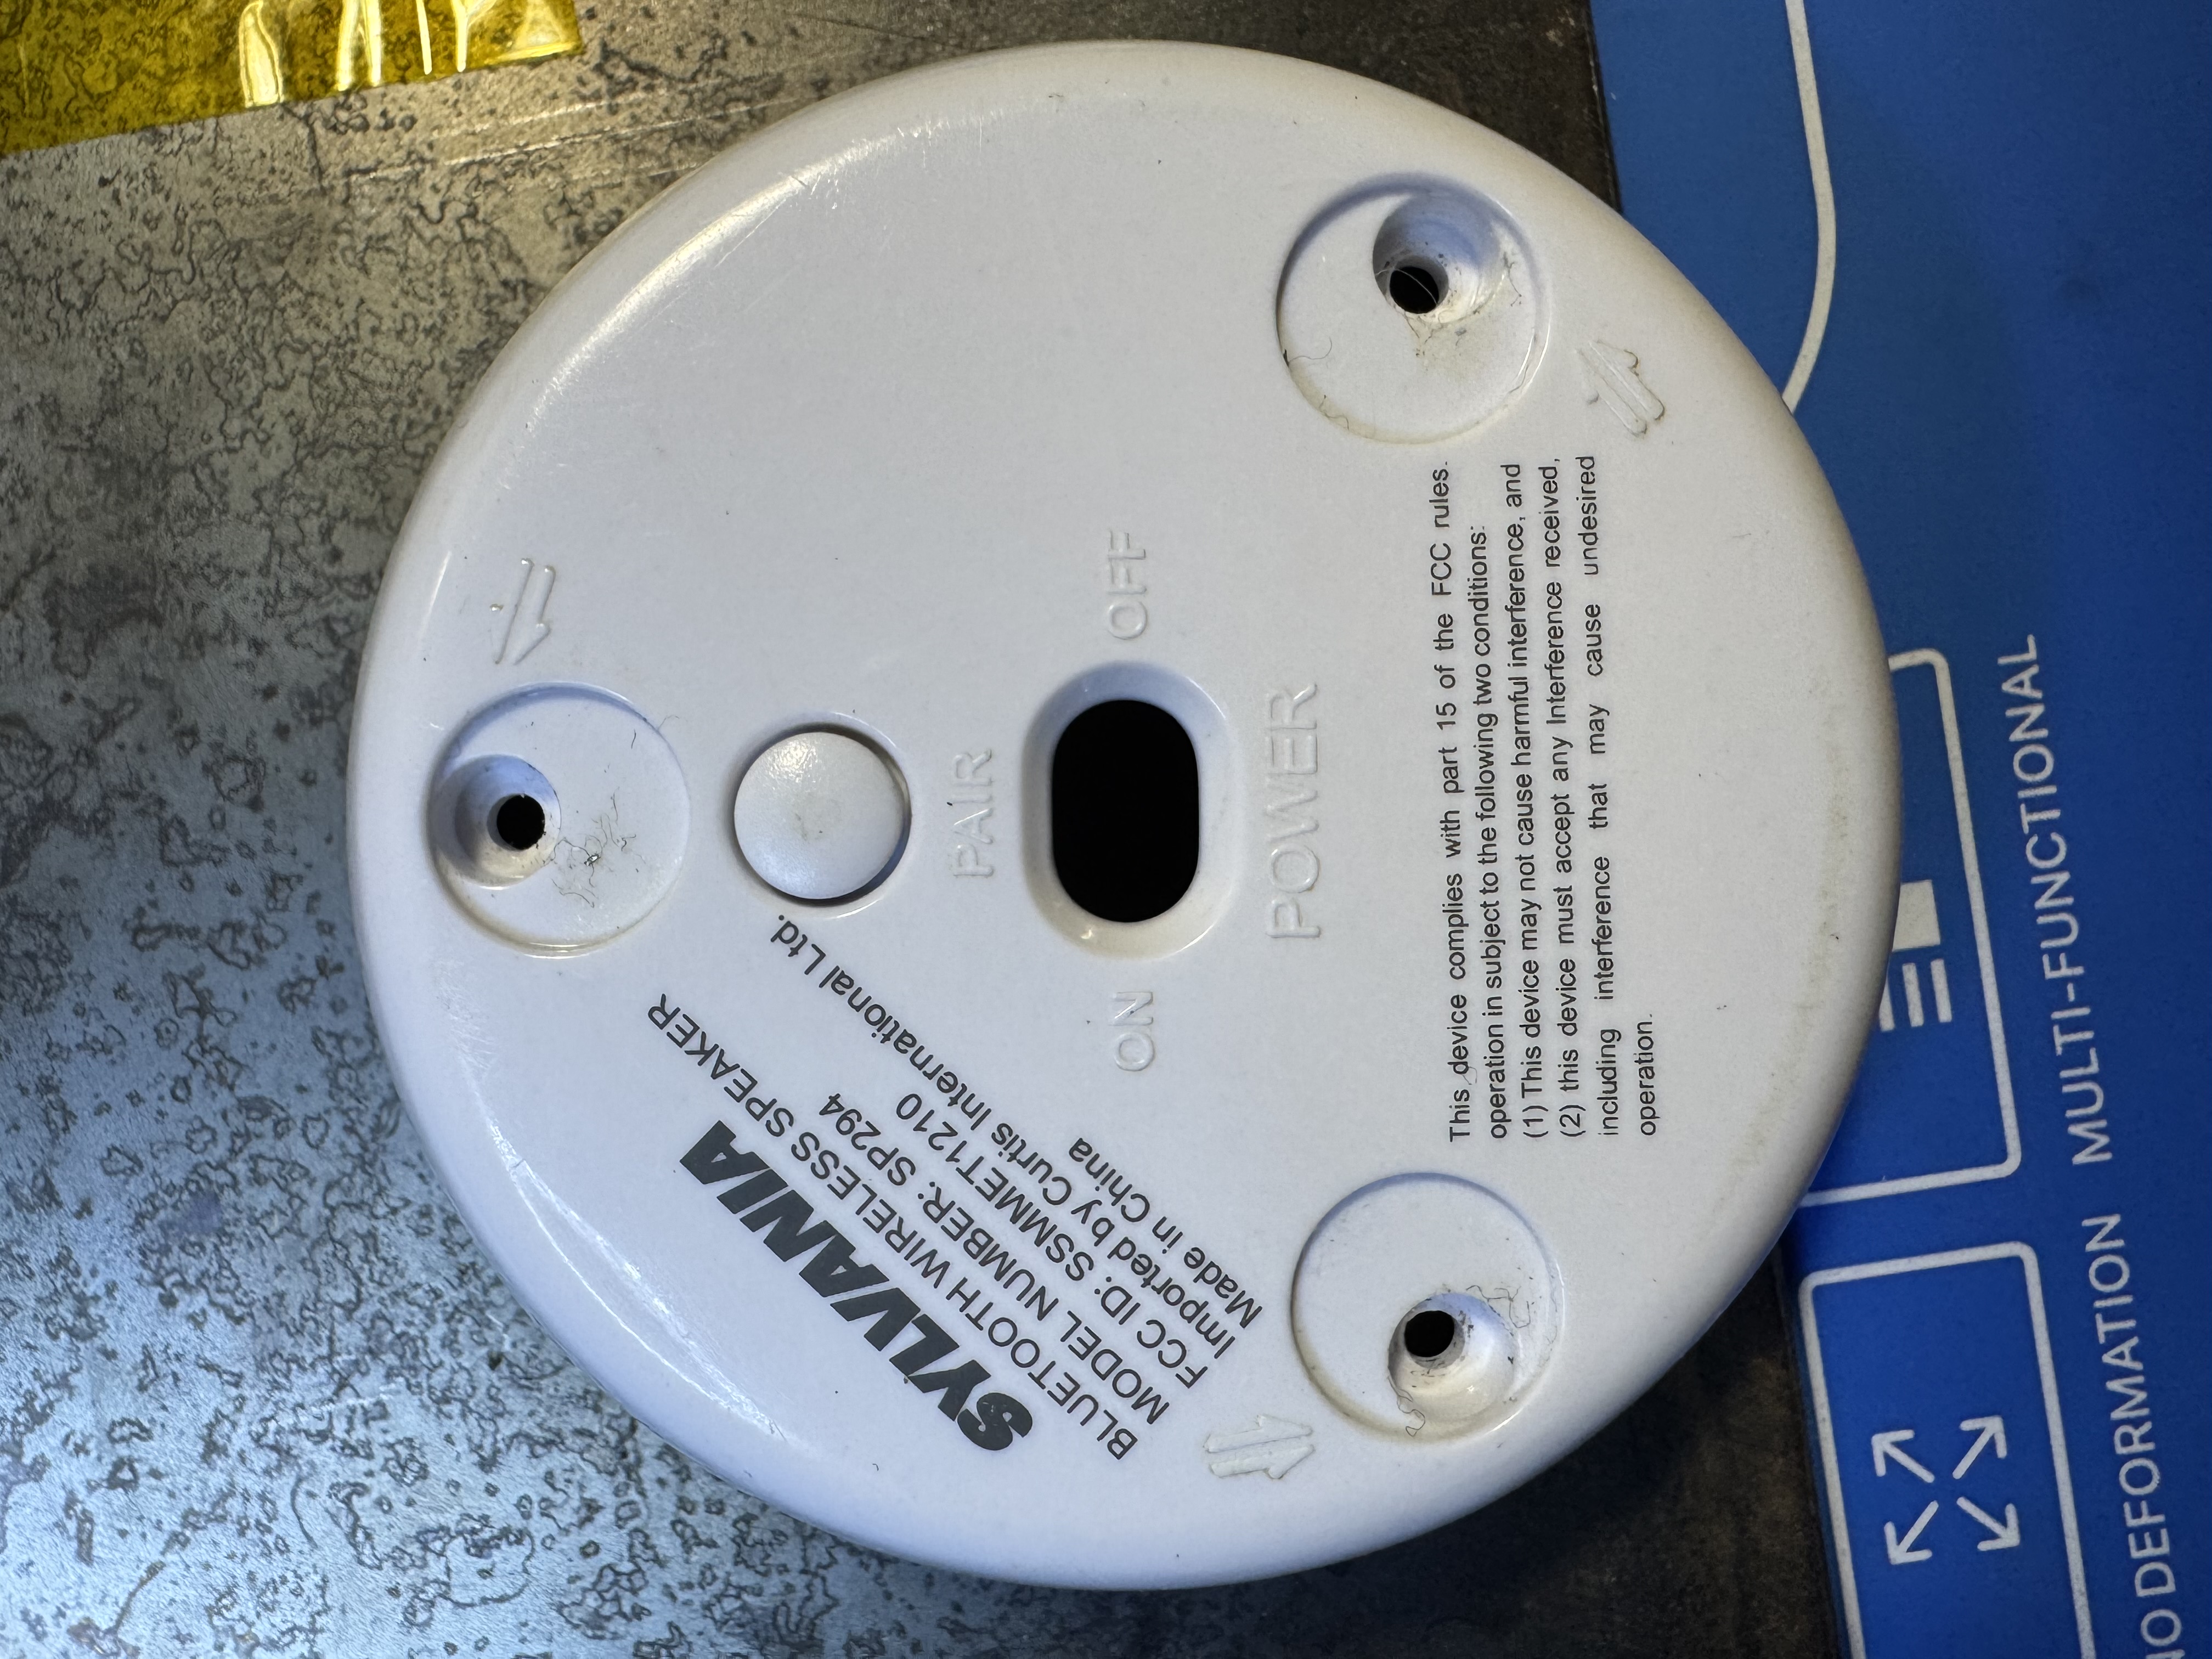 SYLVANIA
BLUETOOTH WIRELESS SPEAKER
MODEL NUMBER: SP294
FCC ID: SSMMET1210
Imported by Curtis International Ltd.
Made in China
PAIR
ON OFF
POWER
This device complies with part 15 of the FCC rules.
operation in subject to the following two conditions:
(1) This device may not cause harmful interference, and
(2) this device must accept any Interference received,
including interference that may cause undesired
operation.
NO DEFORMATION MULTI-FUNCTIONAL